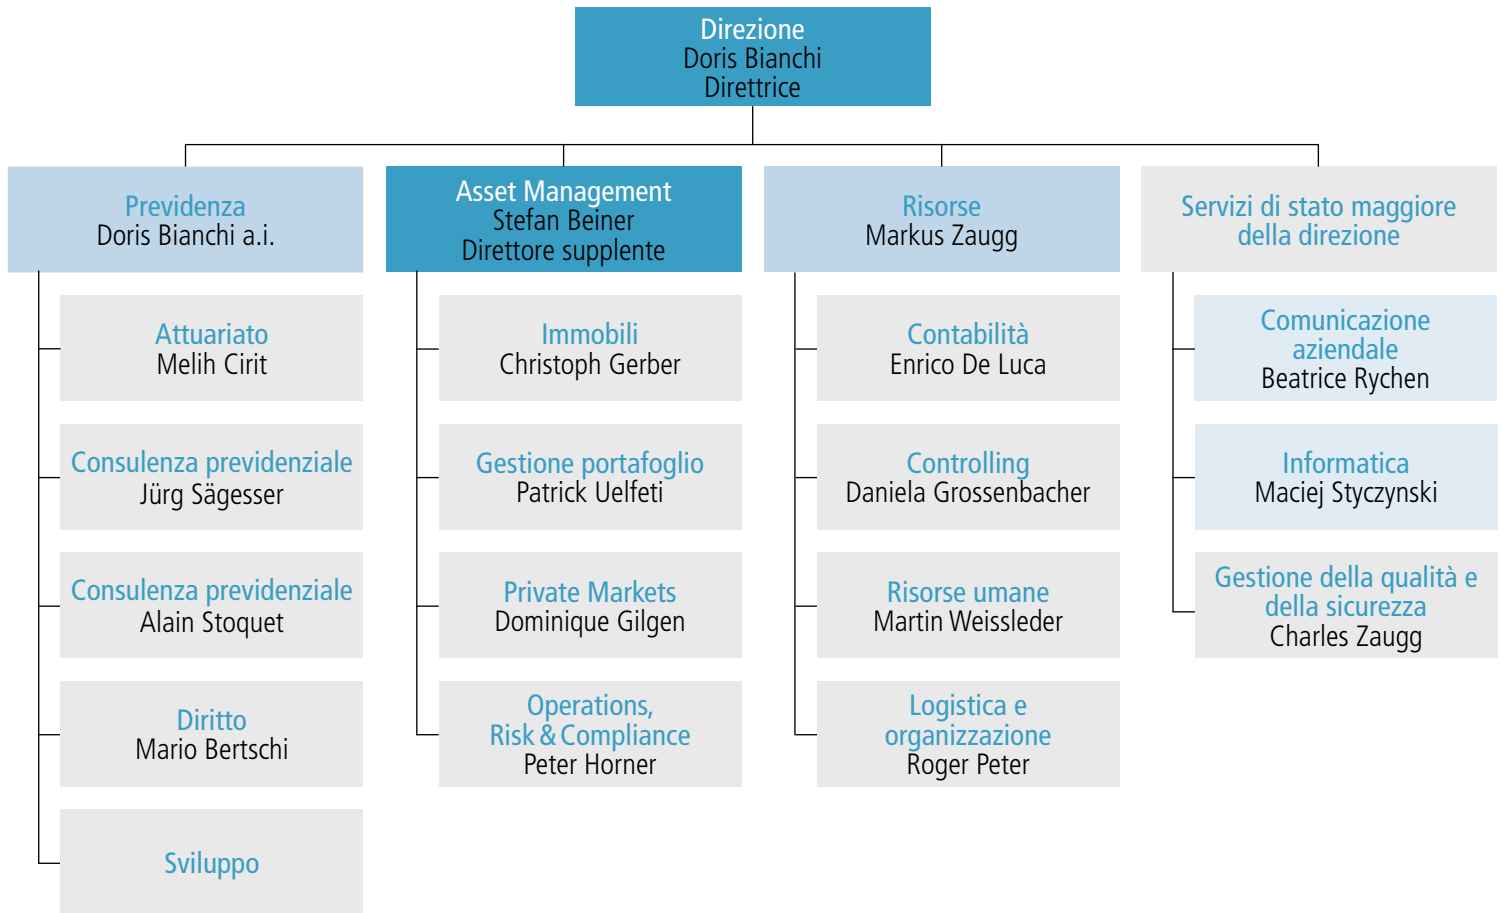 Direzione
Doris Bianchi
Direttrice
Previdenza
Doris Bianchi a.i.
Asset Management
Stefan Beiner
Direttore supplente
Risorse
Markus Zaugg
Servizi di stato maggiore
della direzione
Attuariato
Melih Cirit
Immobili
Christoph Gerber
Contabilità
Enrico De Luca
Comunicazione
aziendale
Beatrice Rychen
Consulenza previdenziale
Jürg Sägesser
Gestione portafoglio
Patrick Uelfeti
Controlling
Daniela Grossenbacher
Informatica
Maciej Styczynski
Consulenza previdenziale
Alain Stoquet
Private Markets
Dominique Gilgen
Risorse umane
Martin Weissleder
Gestione della qualità e
della sicurezza
Charles Zaugg
Diritto
Mario Bertschi
Operations,
Risk & Compliance
Peter Horner
Logistica e
organizzazione
Roger Peter
Sviluppo